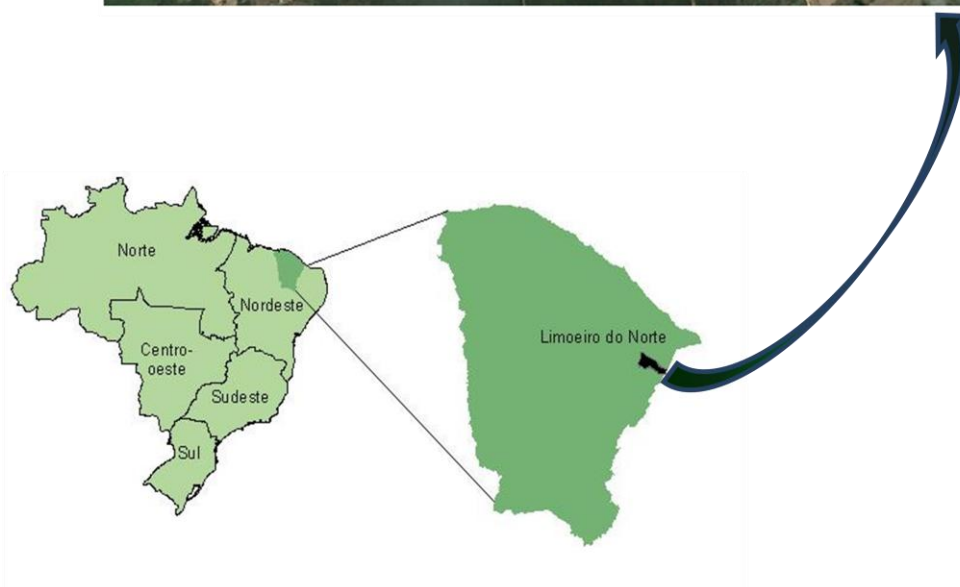 Norte
Nordeste
Centro-
oeste
Sudeste
Sul
Limoeiro do Norte